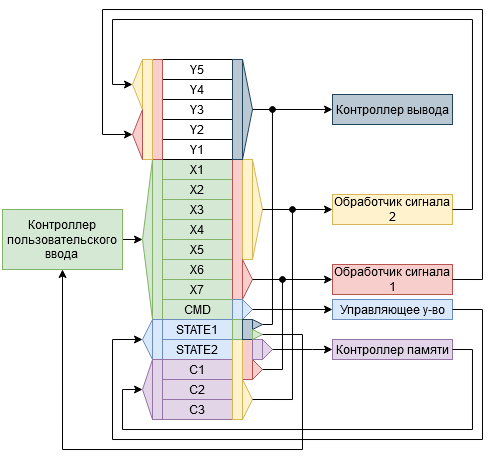 Y5
Y4
Y3
Y2
Y1
X1
X2
X3
X4
X5
X6
X7
CMD
STATE1
STATE2
C1
C2
C3
Контроллер
пользовательского
ввода
Контроллер вывода
Обработчик сигнала
2
Обработчик сигнала
1
Управляющее у-во
Контроллер памяти